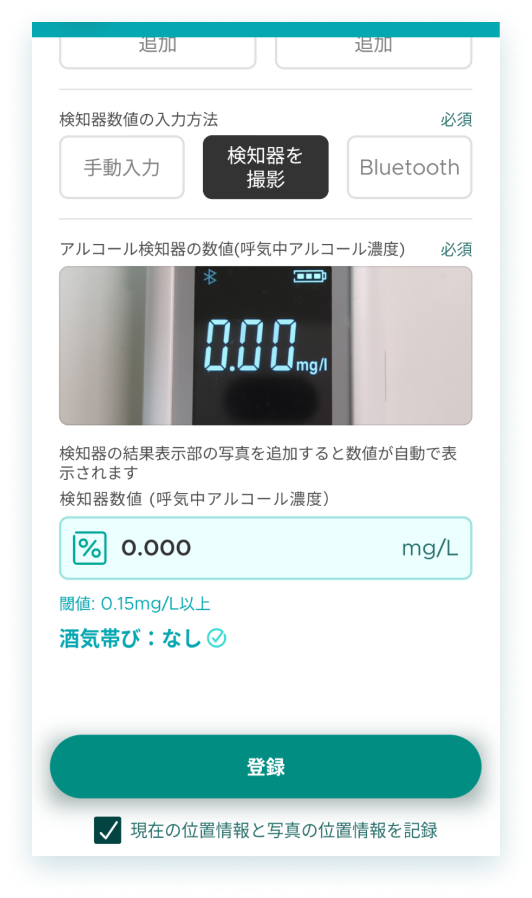 追加 追加
検知器数値の入力方法 必須
手動入力 検知器を Bluetooth
撮影
アルコール検知器の数値(呼気中アルコール濃度) 必須
0.00 mg/l
検知器の結果表示部の写真を追加すると数値が自動で表
示されます
検知器数値 (呼気中アルコール濃度)
% 0.000 mg/L
閾値: 0.15mg/L以上
酒気帯び：なし
登録
現在の位置情報と写真の位置情報を記録